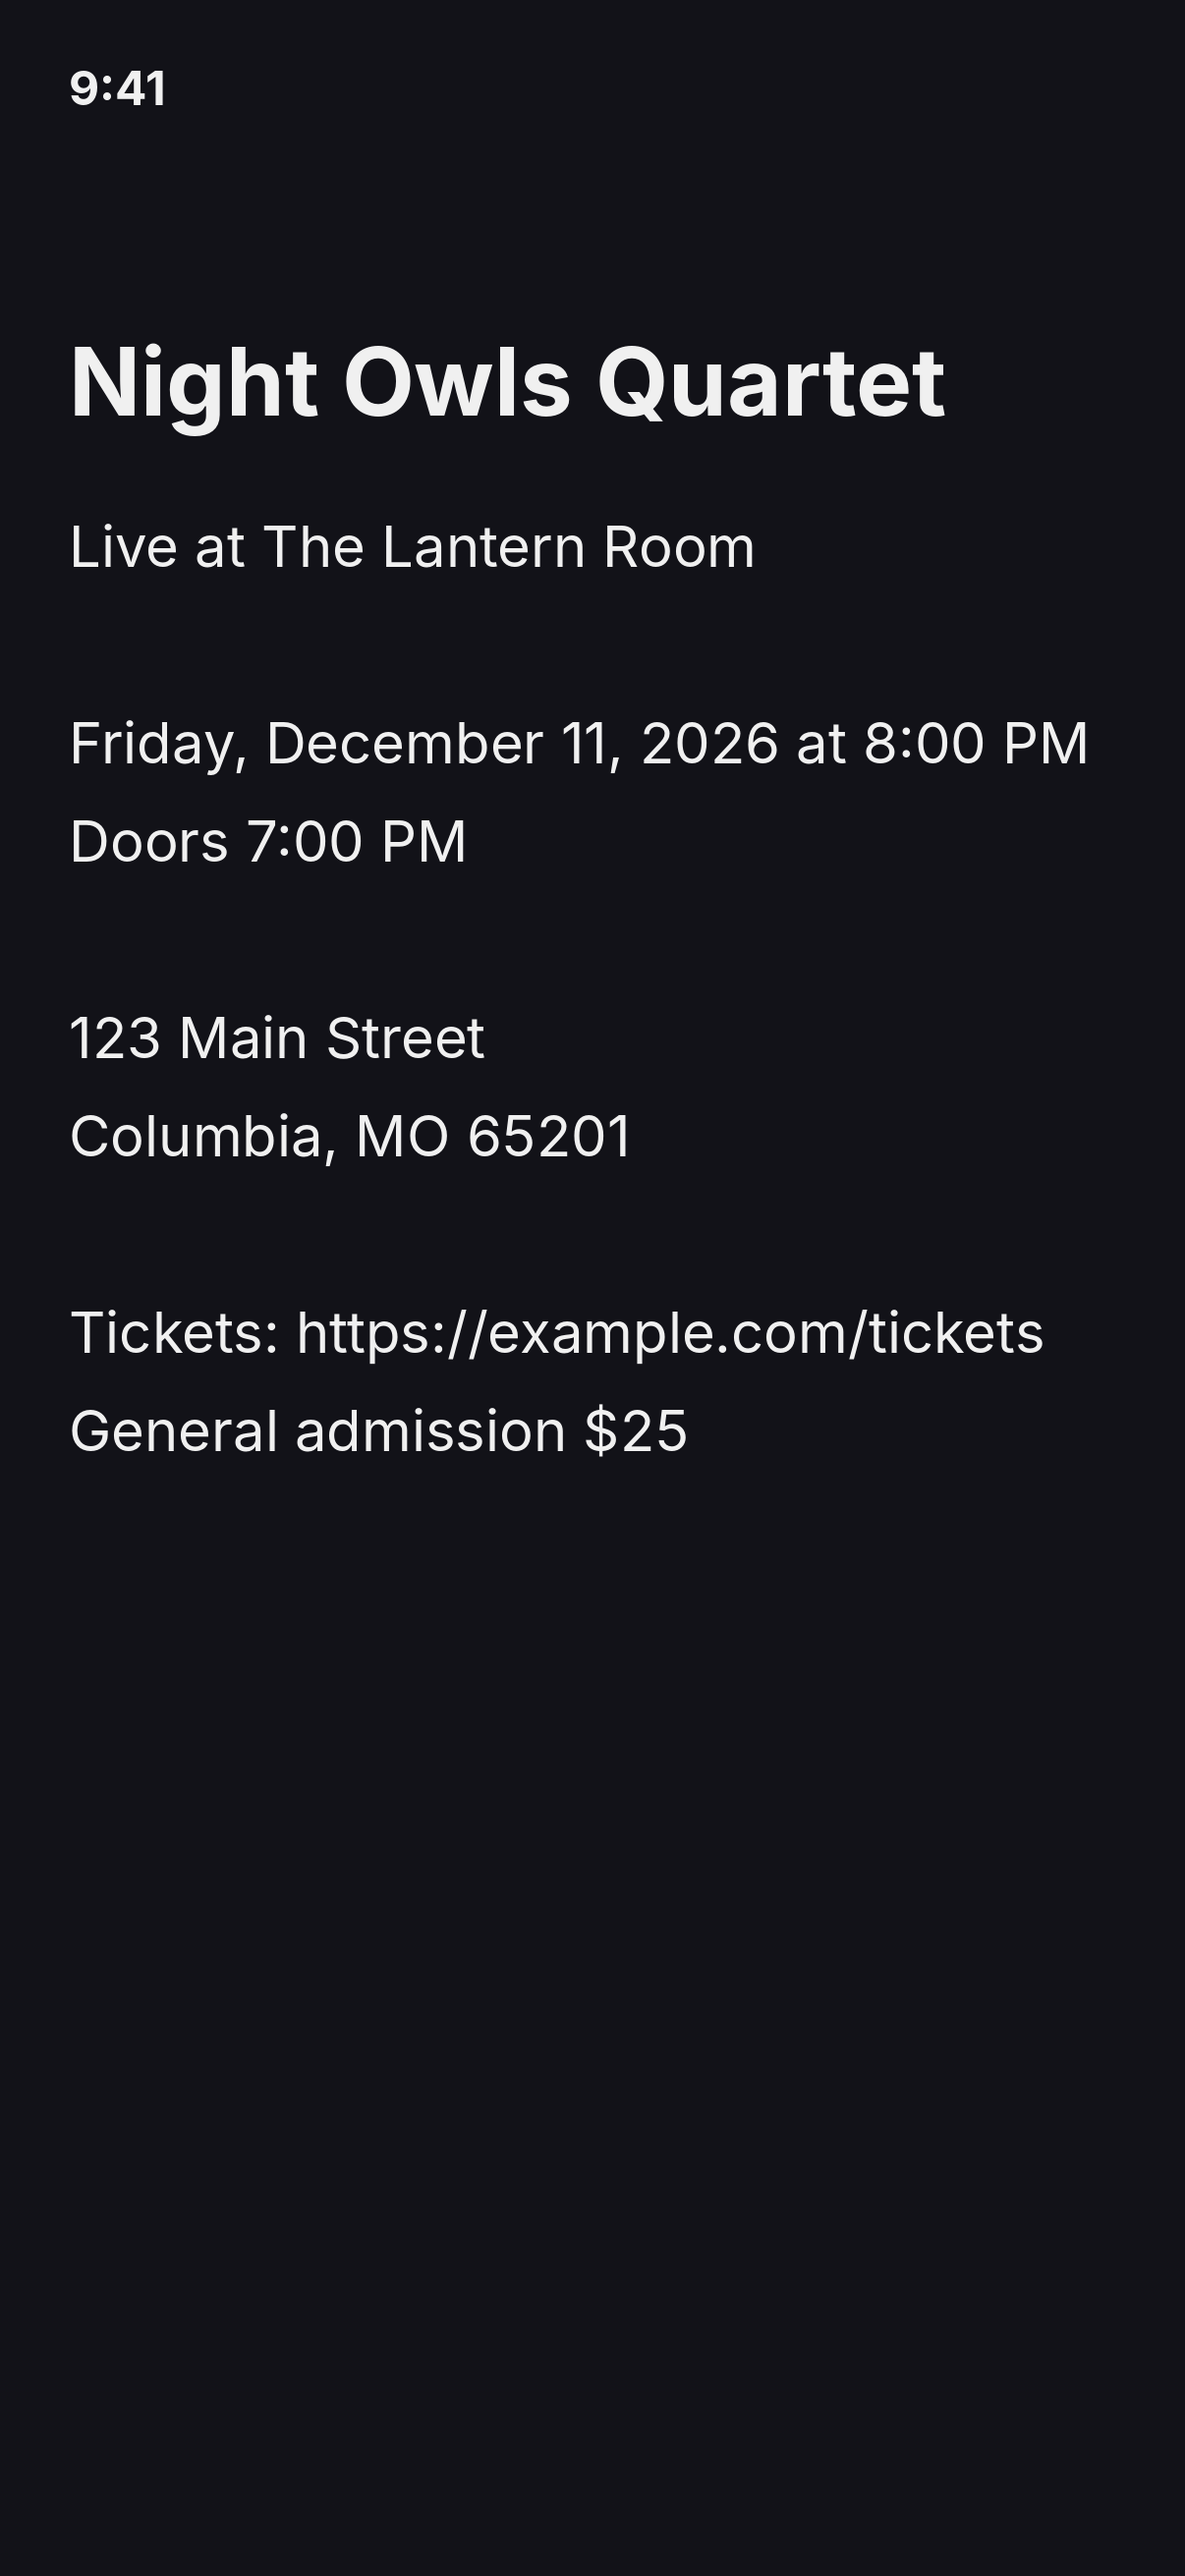 9:41
Night Owls Quartet
Live at The Lantern Room
Friday, December 11, 2026 at 8:00 PM
Doors 7:00 PM
123 Main Street
Columbia, MO 65201
Tickets: https://example.com/tickets
General admission $25